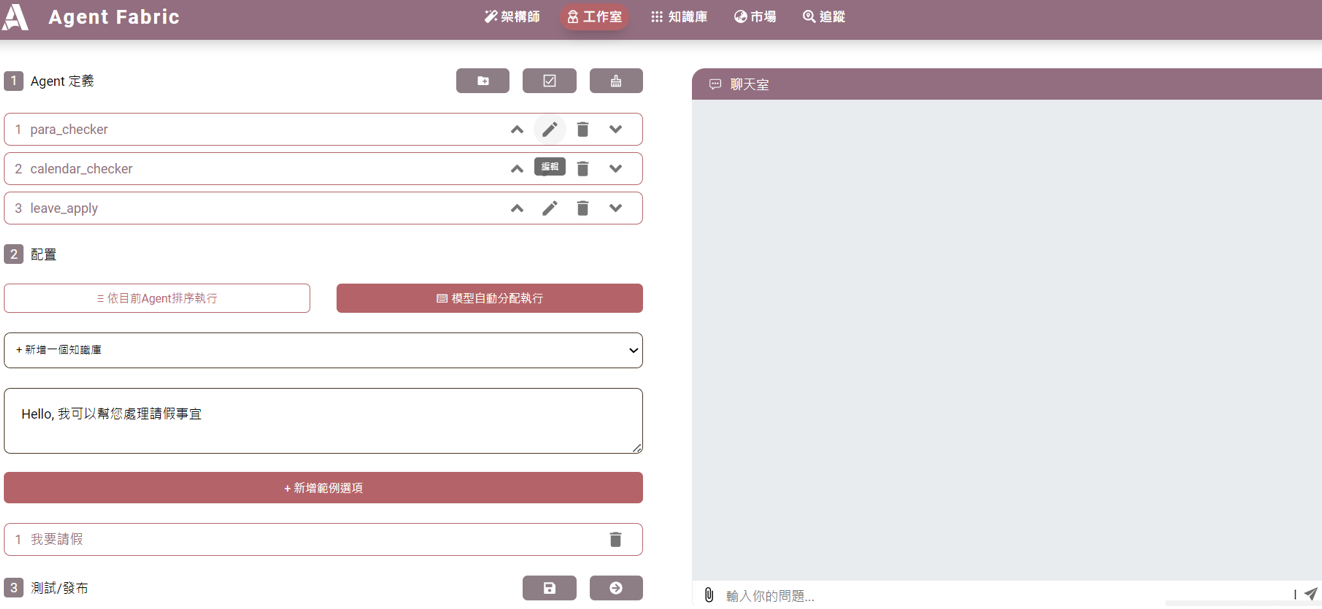 Agent Fabric
架構師
工作室
知識庫
市場
追蹤
1 Agent 定義
1 para_checker
2 calendar_checker
編輯
3 leave_apply
2 配置
依目前Agent排序執行
模型自動分配執行
+ 新增一個知識庫
Hello, 我可以幫您處理請假事宜
+ 新增範例選項
1 我要請假
3 測試/發布
聊天室
輸入你的問題...